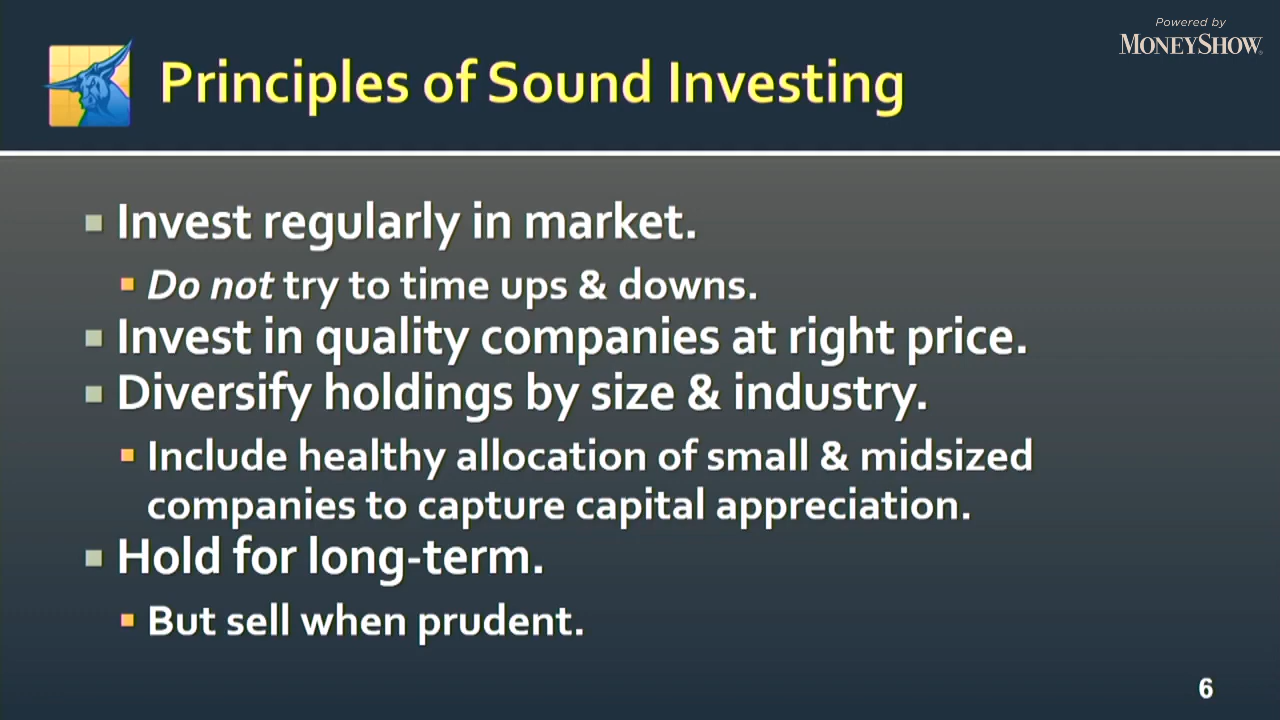 Powered by
MONEYSHOW
Principles of Sound Investing
Invest regularly in market.
Do not try to time ups & downs.
Invest in quality companies at right price.
Diversify holdings by size & industry.
Include healthy allocation of small & midsized
companies to capture capital appreciation.
Hold for long-term.
But sell when prudent.
6